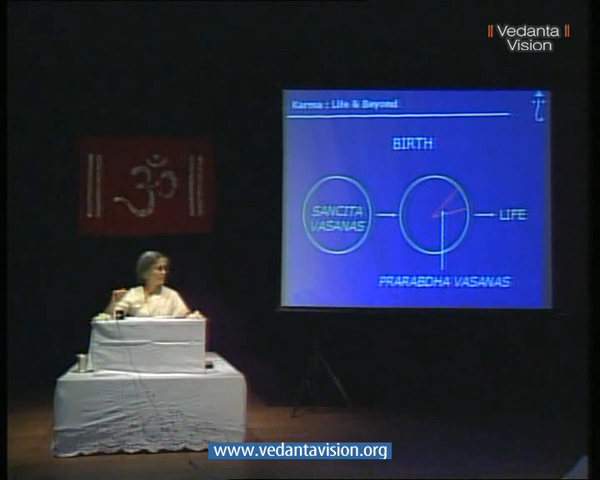 ॥ Vedanta ॥
Vision
Karma : Life & Beyond
BIRTH
SANCITA
VASANAS
LIFE
PRARABDHA VASANAS
॥ ॐ ॥
www.vedantavision.org